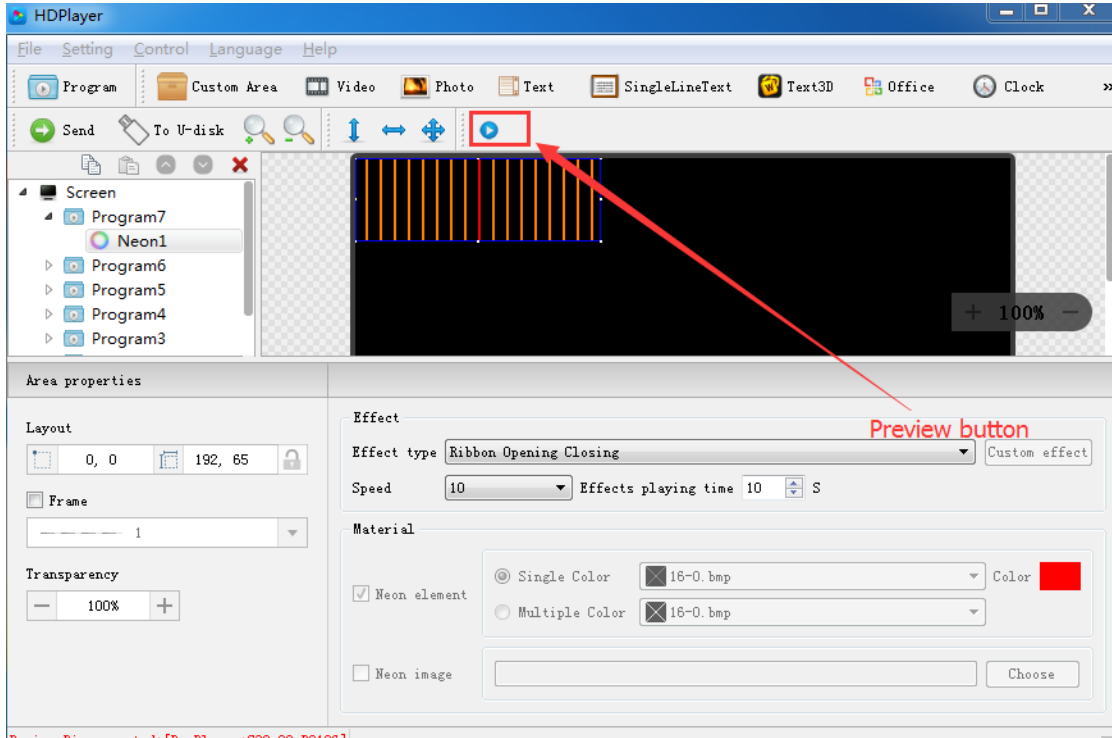 HDPlayer
File Setting Control Language Help
Program Custom Area Video Photo Text SingleLineText Text3D Office Clock »
Send To U-disk
Screen
Program7
Neon1
Program6
Program5
Program4
Program3
+ 100% −
Area properties
Layout
0, 0 192, 65
Frame
1
Transparency
— 100% +
Preview button
Effect
Effect type Ribbon Opening Closing Custom effect
Speed 10 Effects playing time 10 S
Material
Neon element
Single Color 16-0.bmp Color
Multiple Color 16-0.bmp
Neon image Choose